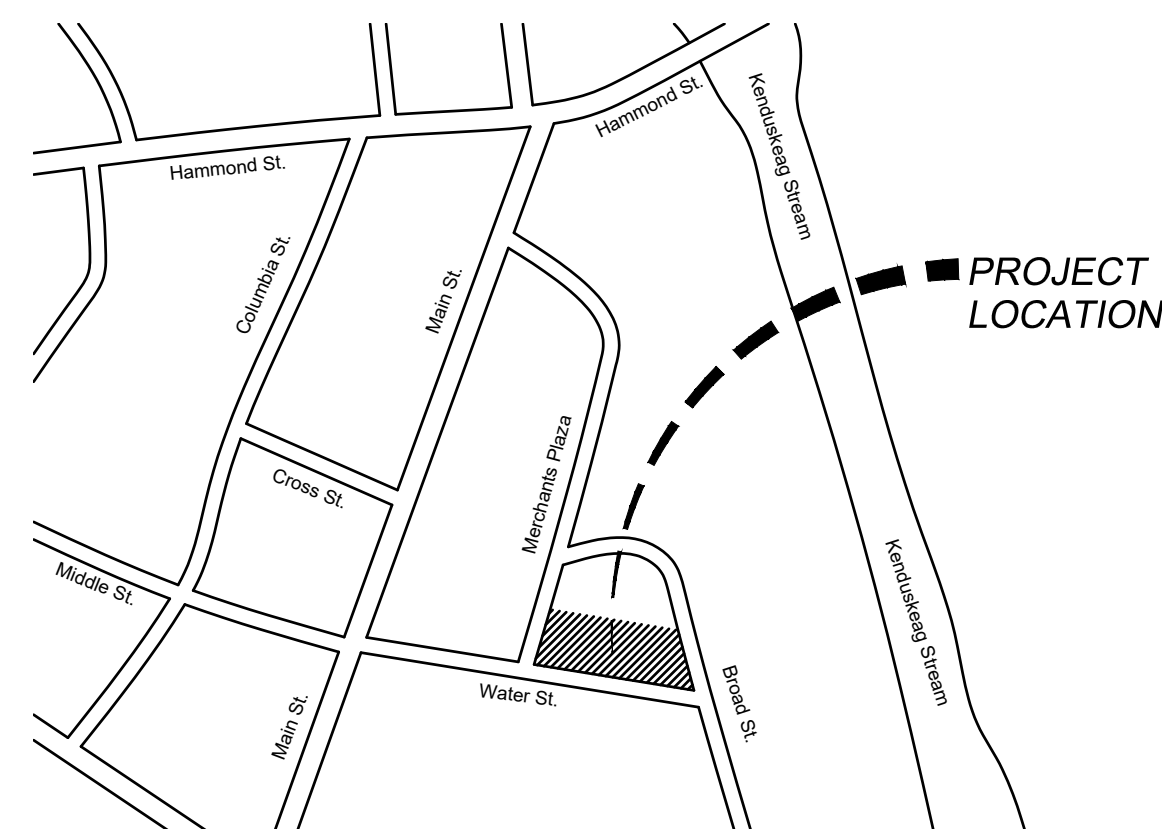 Hammond St.
Kenduskeag Stream
Hammond St.
Columbia St.
Main St.
PROJECT
LOCATION
Merchants Plaza
Cross St.
Middle St.
Kenduskeag Stream
Water St.
Main St.
Broad St.